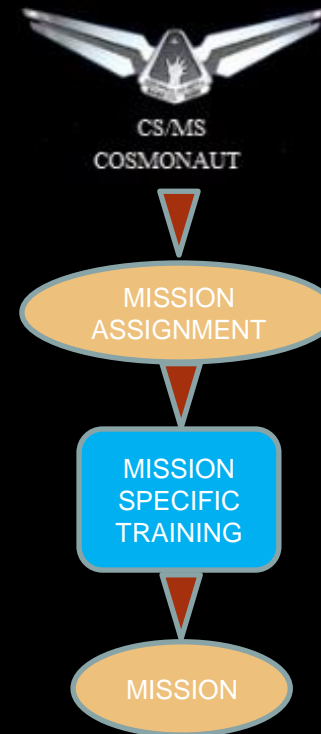 CS/MS
COSMONAUT
MISSION
ASSIGNMENT
MISSION
SPECIFIC
TRAINING
MISSION